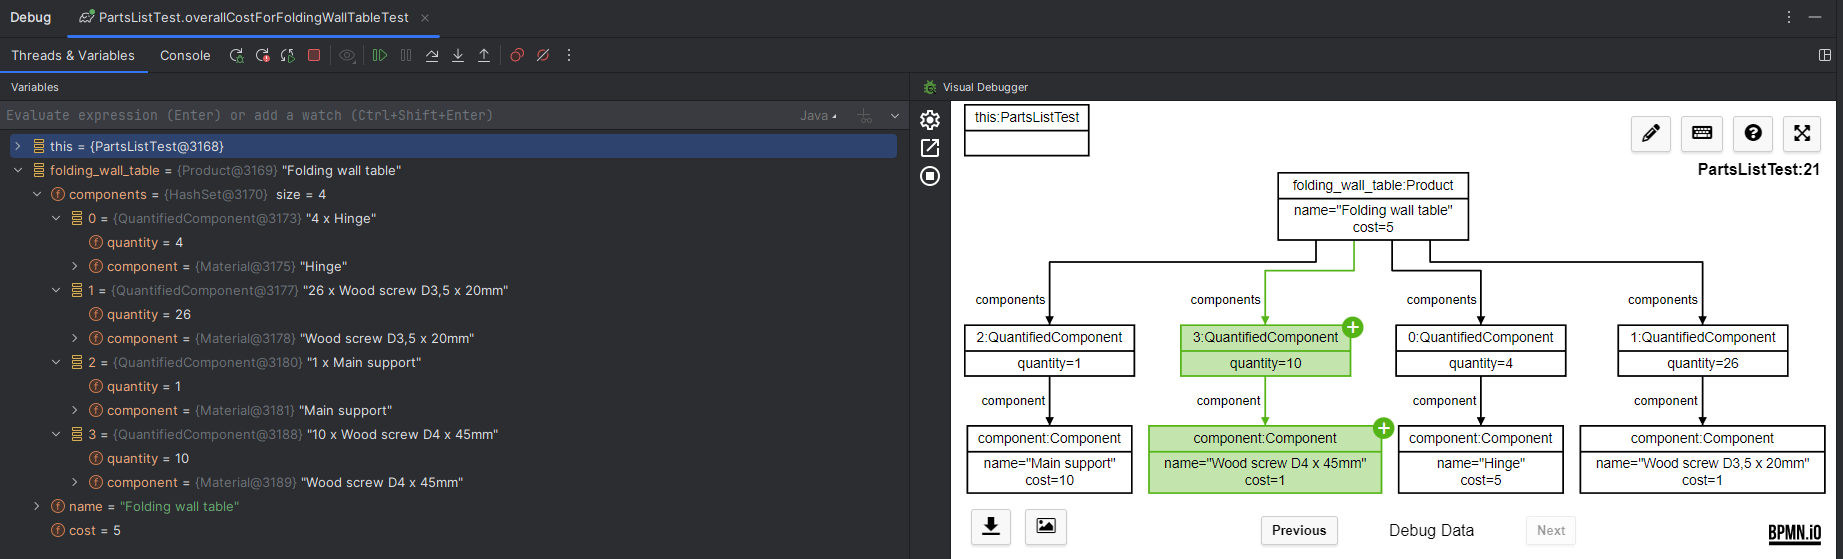 Debug PartsListTest.overallCostForFoldingWallTableTest
Threads & Variables Console
Variables
Evaluate expression (Enter) or add a watch (Ctrl+Shift+Enter) Java
this = {PartsListTest@3168}
folding_wall_table = {Product@3169} "Folding wall table"
components = {HashSet@3170} size = 4
0 = {QuantifiedComponent@3173} "4 x Hinge"
quantity = 4
component = {Material@3175} "Hinge"
1 = {QuantifiedComponent@3177} "26 x Wood screw D3,5 x 20mm"
quantity = 26
component = {Material@3178} "Wood screw D3,5 x 20mm"
2 = {QuantifiedComponent@3180} "1 x Main support"
quantity = 1
component = {Material@3181} "Main support"
3 = {QuantifiedComponent@3188} "10 x Wood screw D4 x 45mm"
quantity = 10
component = {Material@3189} "Wood screw D4 x 45mm"
name = "Folding wall table"
cost = 5
Visual Debugger
this:PartsListTest
PartsListTest:21
folding_wall_table:Product
name="Folding wall table"
cost=5
components components components components
2:QuantifiedComponent 3:QuantifiedComponent 0:QuantifiedComponent 1:QuantifiedComponent
quantity=1 quantity=10 quantity=4 quantity=26
component component component component
component:Component component:Component component:Component component:Component
name="Main support" name="Wood screw D4 x 45mm" name="Hinge" name="Wood screw D3,5 x 20mm"
cost=10 cost=1 cost=5 cost=1
Previous Debug Data Next
BPMN.iO